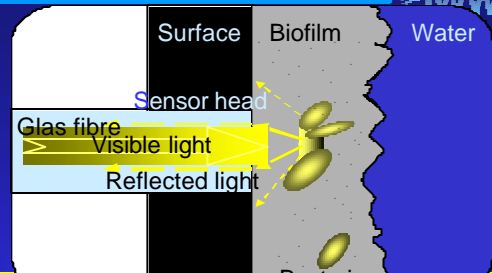 Surface
Biofilm
Water
Sensor head
Glas fibre
Visible light
Reflected light